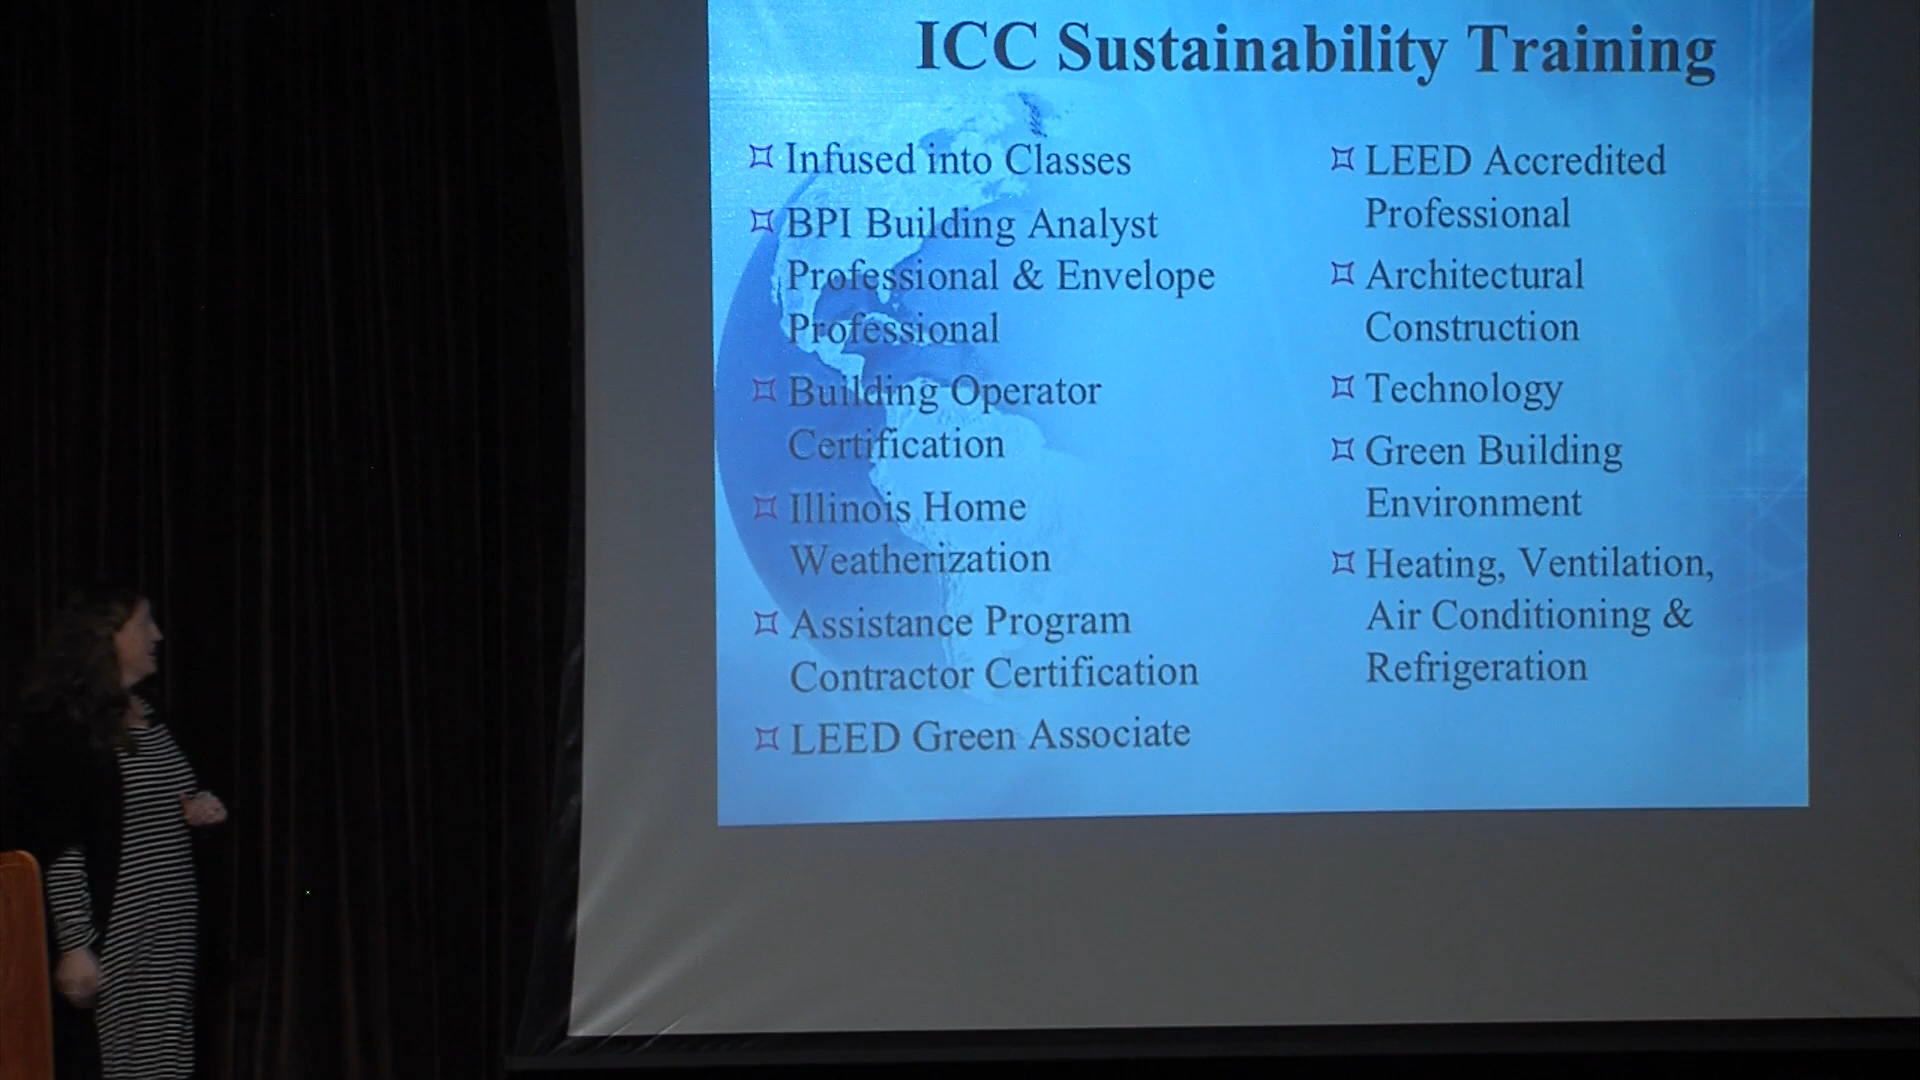 ICC Sustainability Training
Infused into Classes
BPI Building Analyst
Professional & Envelope
Professional
Building Operator
Certification
Illinois Home
Weatherization
Assistance Program
Contractor Certification
LEED Green Associate
LEED Accredited
Professional
Architectural
Construction
Technology
Green Building
Environment
Heating, Ventilation,
Air Conditioning &
Refrigeration